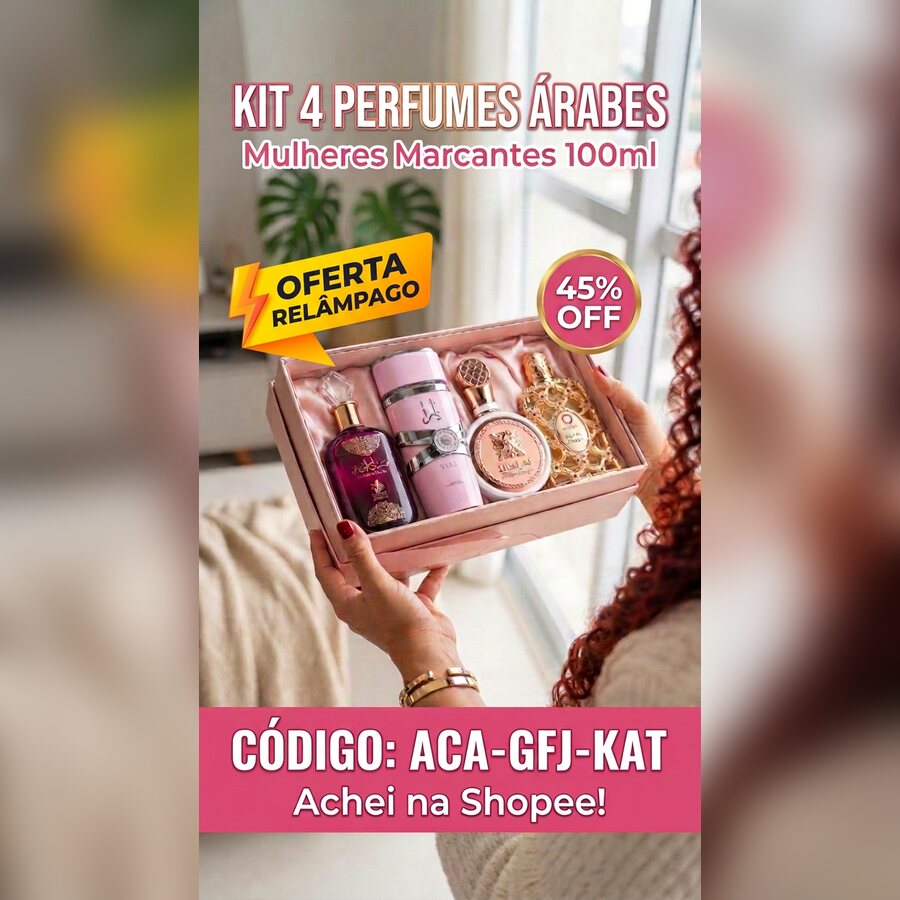 KIT 4 PERFUMES ÁRABES
Mulheres Marcantes 100ml
OFERTA
RELÂMPAGO
45%
OFF
CÓDIGO: ACA-GFJ-KAT
Achei na Shopee!